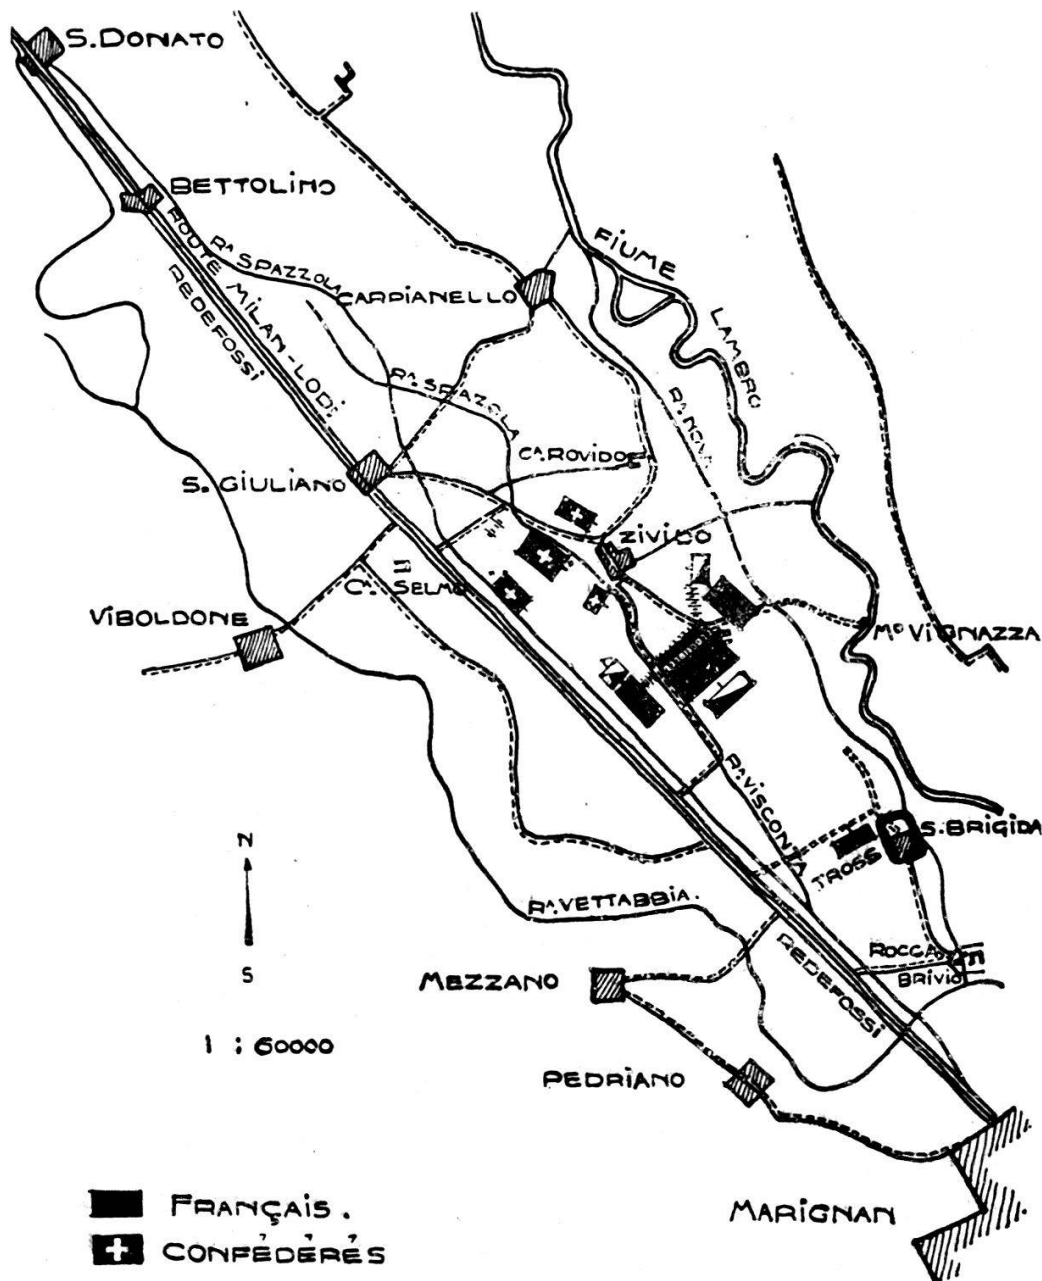 S. DONATO
BETTOLINO
ROUTE MILAN-LODI
REDEFOSSI
Rᴬ. SPAZZOLA
CARPIANELLO
FIUME
LAMBRO
Rᴬ. SPAZOLA
Rᴬ. NOVA
Cᴬ. ROVIDO
S. GIULIANO
ZIVIDO
Cᴬ. SELMO
VIBOLDONE
Mᴼ VIGNAZZA
Rᴬ. VISCONTA
S. BRIGIDA
TROSS
N
S
Rᴬ. VETTABBIA.
ROCCA
BRIVIO
REDEFOSSI
MEZZANO
1 : 60000
PEDRIANO
MARIGNAN
FRANÇAIS.
CONFÉDÉRÉS